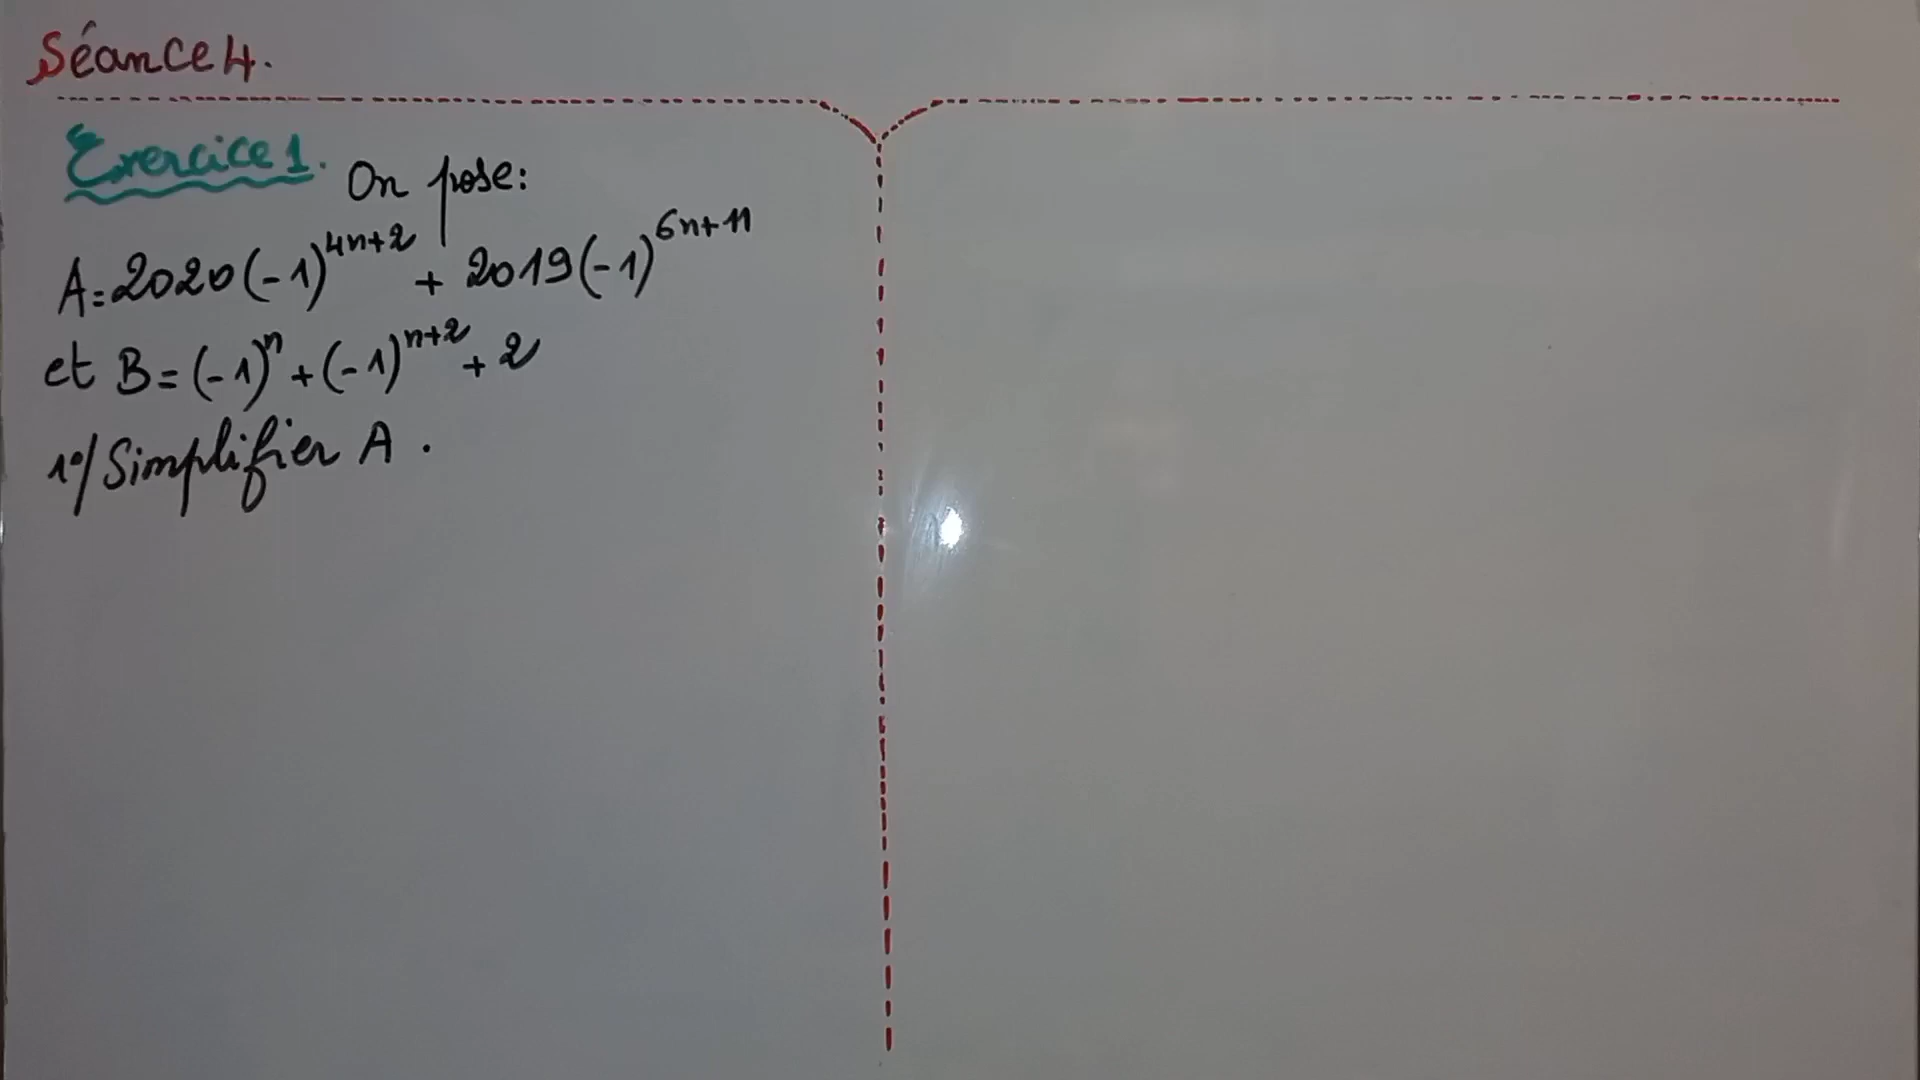 Séance 4.
Exercice 1. On pose:
A=2020(-1)^{4n+2} + 2019(-1)^{6n+11}
et B=(-1)^n+(-1)^{n+2}+2
1°/Simplifier A.